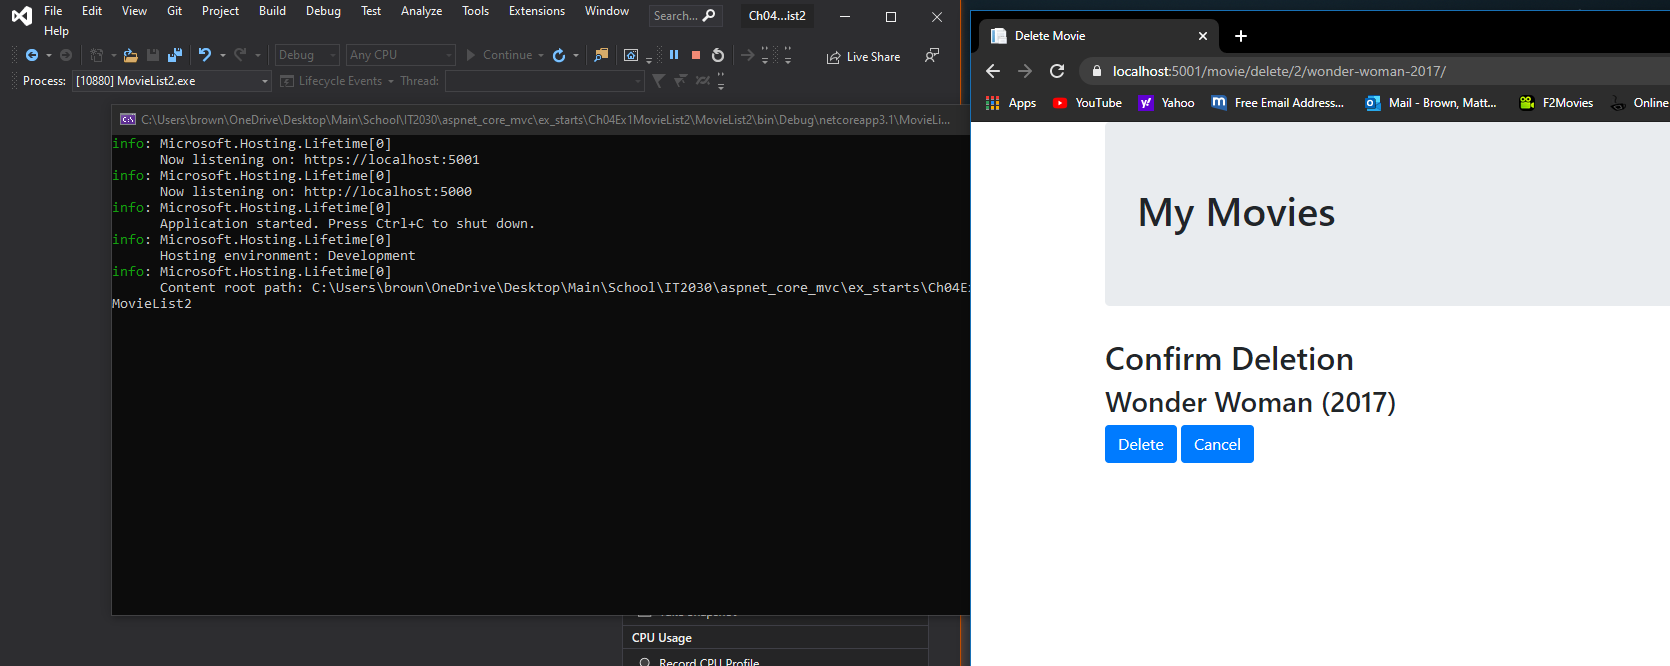 File Edit View Git Project Build Debug Test Analyze Tools Extensions Window Search... Ch04...ist2
Help
Debug Any CPU Continue Live Share
Process: [10880] MovieList2.exe Lifecycle Events Thread:
C:\Users\brown\OneDrive\Desktop\Main\School\IT2030\aspnet_core_mvc\ex_starts\Ch04Ex1MovieList2\MovieList2\bin\Debug\netcoreapp3.1\MovieLi...
info: Microsoft.Hosting.Lifetime[0]
Now listening on: https://localhost:5001
info: Microsoft.Hosting.Lifetime[0]
Now listening on: http://localhost:5000
info: Microsoft.Hosting.Lifetime[0]
Application started. Press Ctrl+C to shut down.
info: Microsoft.Hosting.Lifetime[0]
Hosting environment: Development
info: Microsoft.Hosting.Lifetime[0]
Content root path: C:\Users\brown\OneDrive\Desktop\Main\School\IT2030\aspnet_core_mvc\ex_starts\Ch04Ex
MovieList2
CPU Usage
Record CPU Profile
Delete Movie
localhost:5001/movie/delete/2/wonder-woman-2017/
Apps YouTube Yahoo Free Email Address... Mail - Brown, Matt... F2Movies Online
My Movies
Confirm Deletion
Wonder Woman (2017)
Delete Cancel